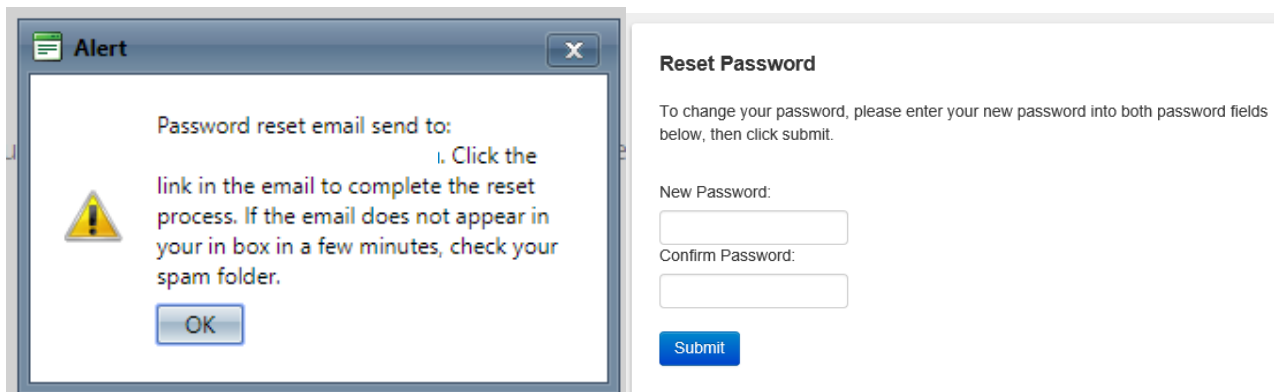 Alert
x
Password reset email send to:
. Click the
link in the email to complete the reset
process. If the email does not appear in
your in box in a few minutes, check your
spam folder.
OK
Reset Password
To change your password, please enter your new password into both password fields
below, then click submit.
New Password:
Confirm Password:
Submit